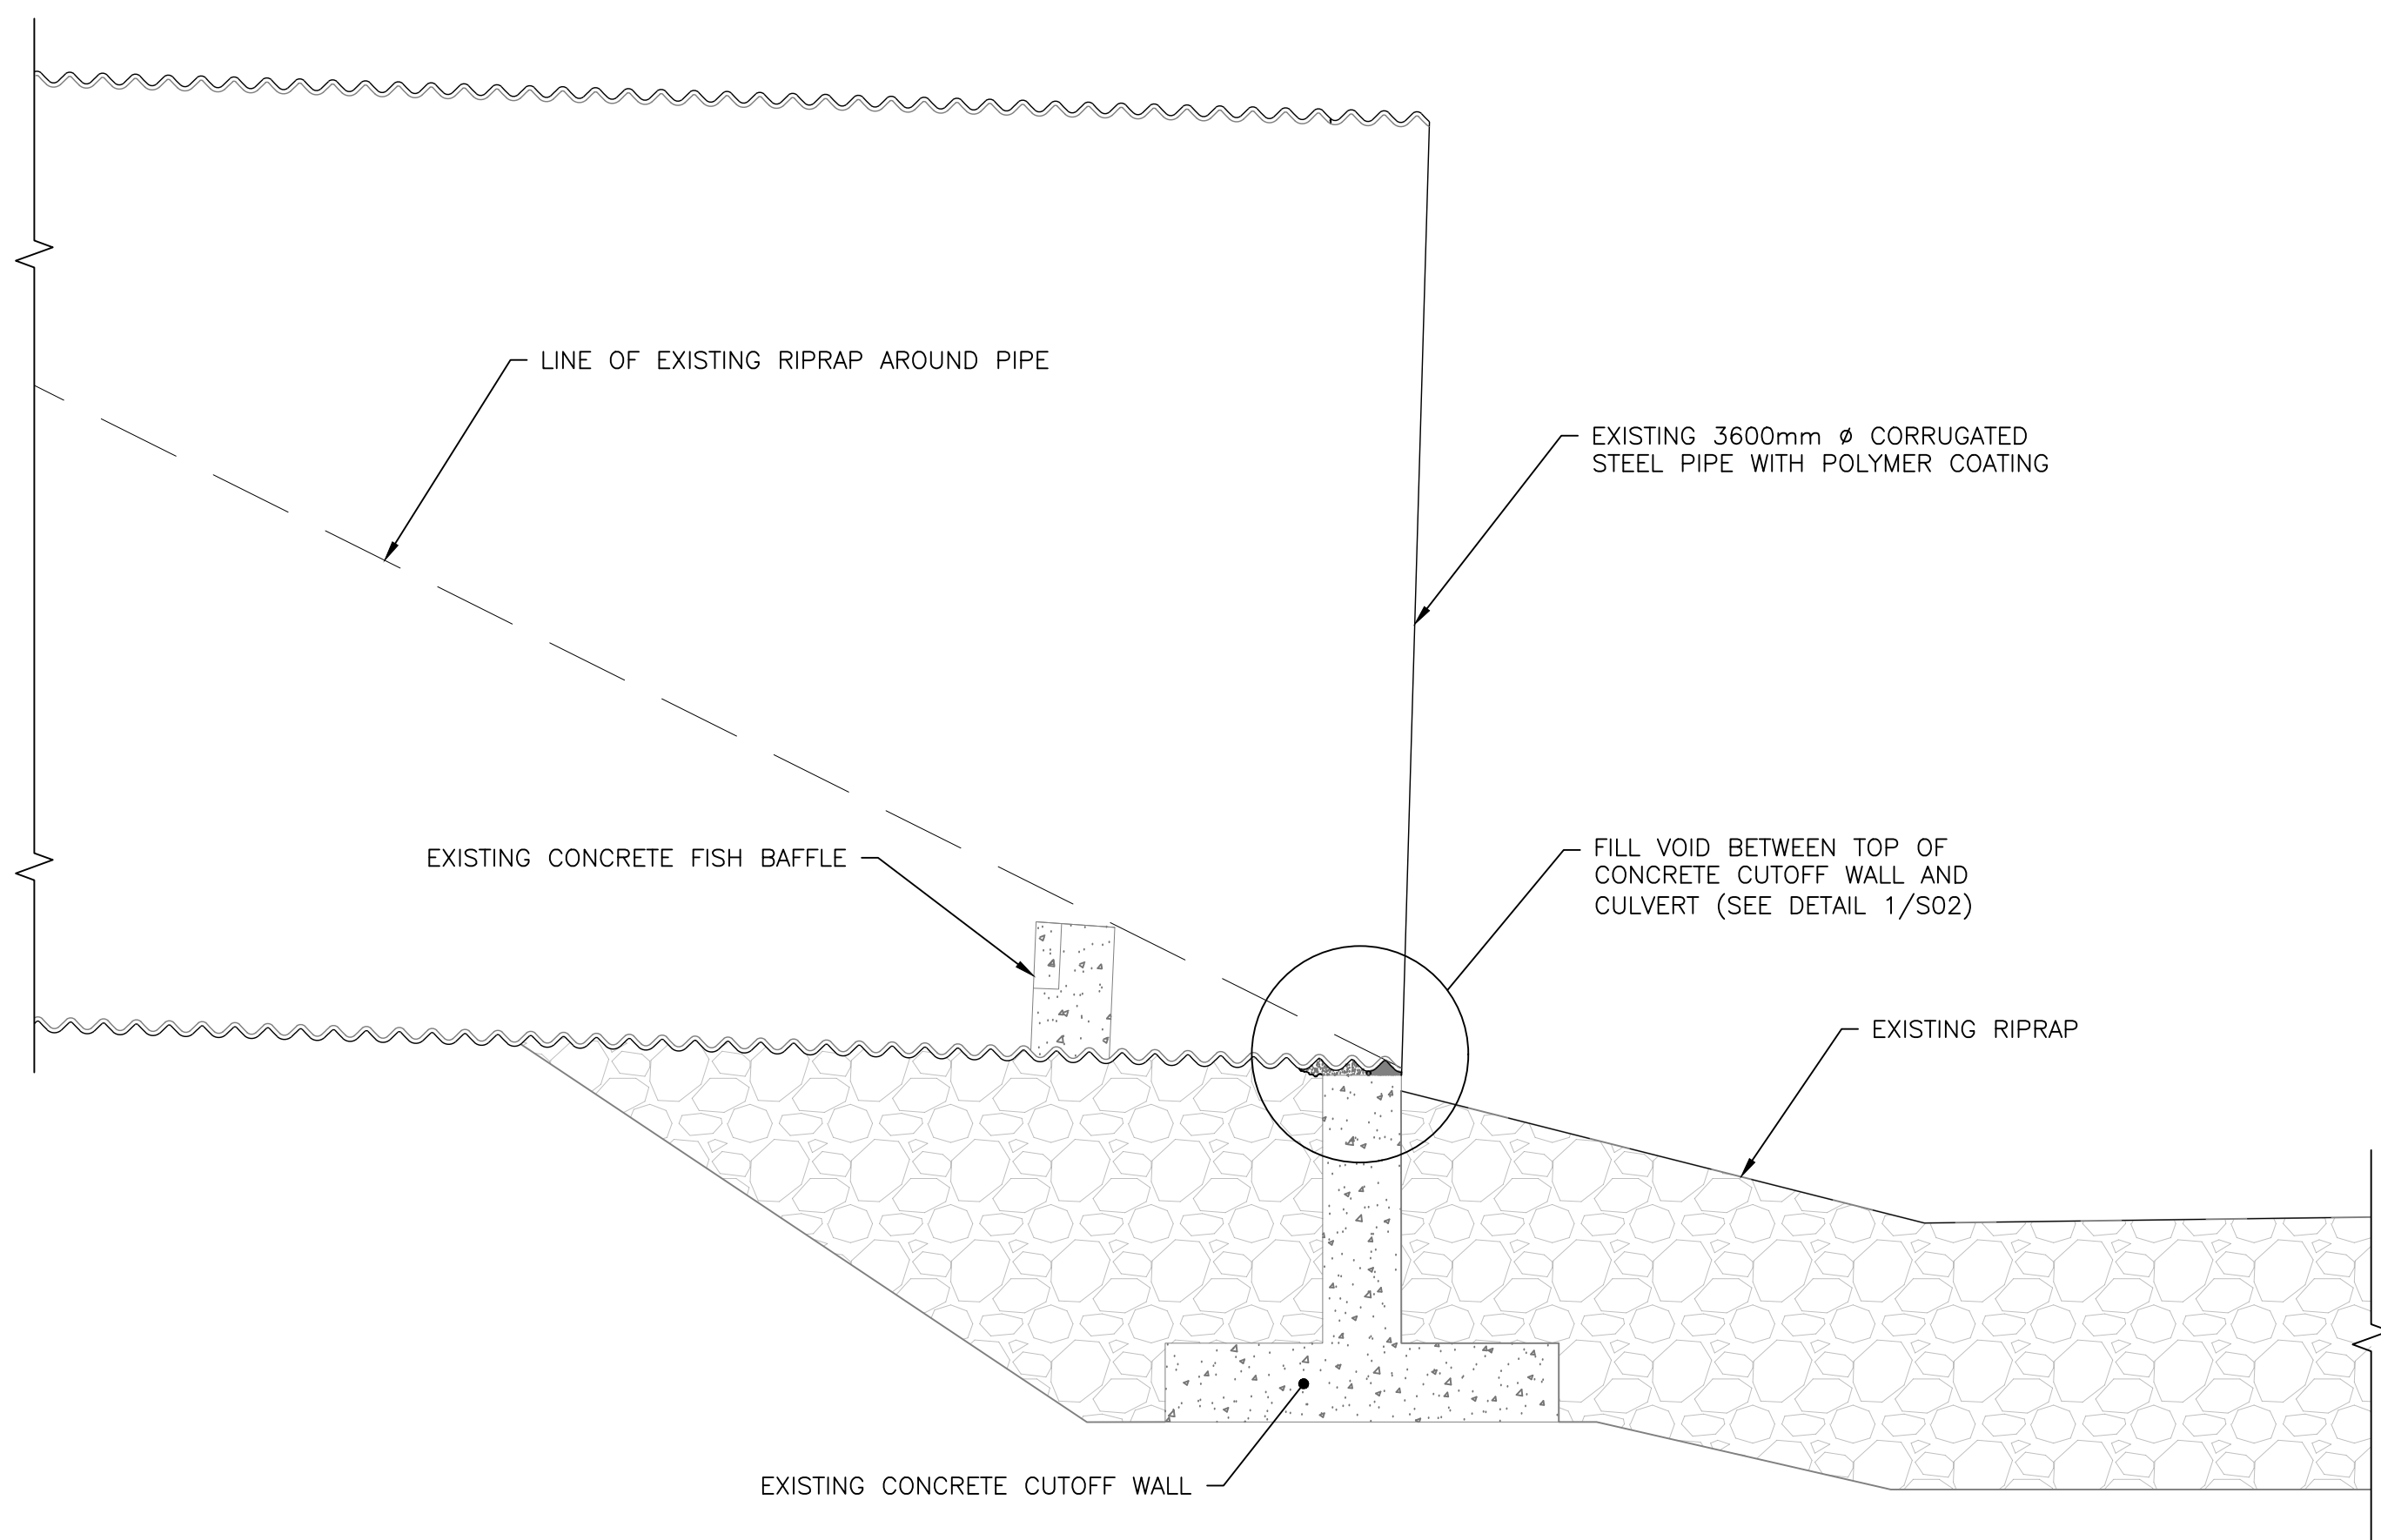 LINE OF EXISTING RIPRAP AROUND PIPE
EXISTING 3600mm ø CORRUGATED
STEEL PIPE WITH POLYMER COATING
EXISTING CONCRETE FISH BAFFLE
FILL VOID BETWEEN TOP OF
CONCRETE CUTOFF WALL AND
CULVERT (SEE DETAIL 1/S02)
EXISTING RIPRAP
EXISTING CONCRETE CUTOFF WALL